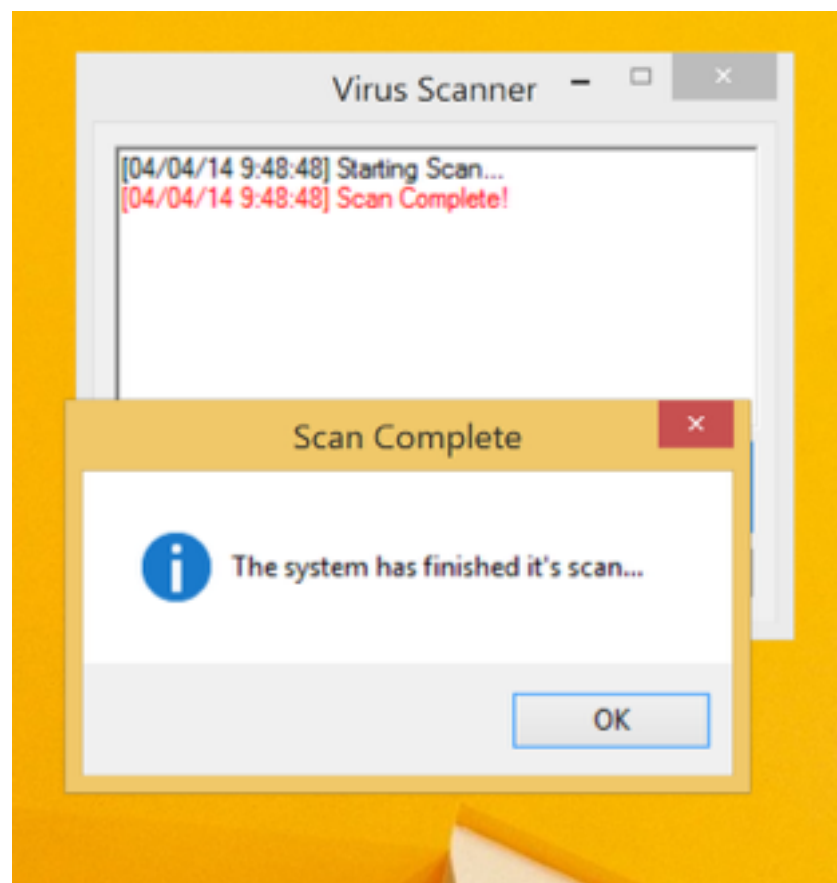 Virus Scanner
[04/04/14 9:48:48] Starting Scan...
[04/04/14 9:48:48] Scan Complete!
Scan Complete
The system has finished it's scan...
OK